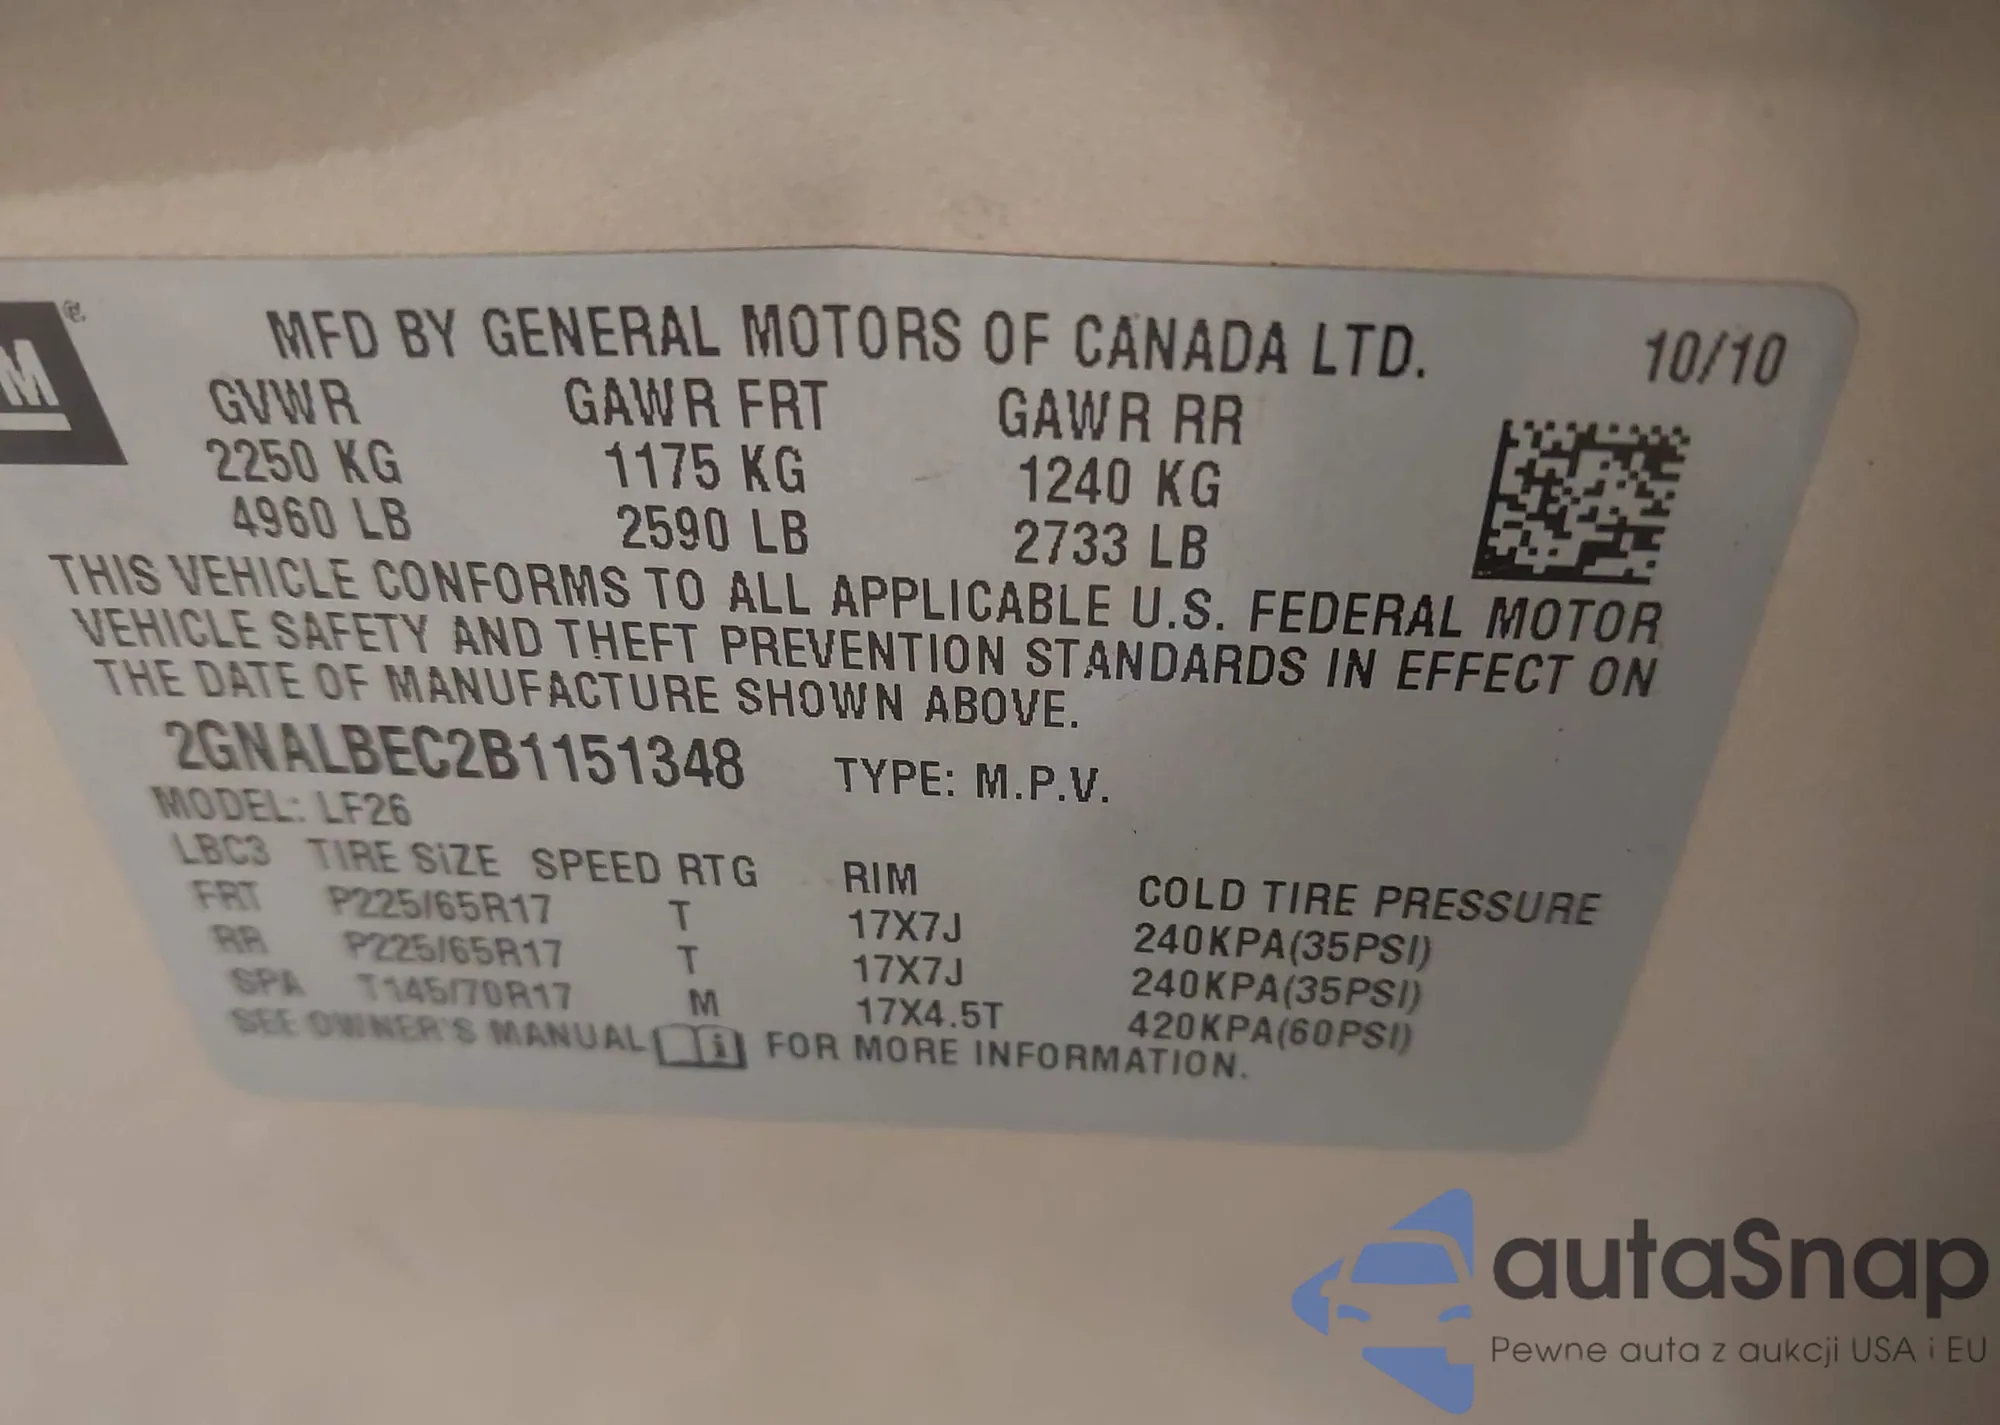 M ®
MFD BY GENERAL MOTORS OF CANADA LTD. 10/10
GVWR GAWR FRT GAWR RR
2250 KG 1175 KG 1240 KG
4960 LB 2590 LB 2733 LB
THIS VEHICLE CONFORMS TO ALL APPLICABLE U.S. FEDERAL MOTOR
VEHICLE SAFETY AND THEFT PREVENTION STANDARDS IN EFFECT ON
THE DATE OF MANUFACTURE SHOWN ABOVE.
2GNALBEC2B1151348 TYPE: M.P.V.
MODEL: LF26
LBC3 TIRE SiZE SPEED RTG RIM COLD TIRE PRESSURE
FRT P225/65R17 T 17X7J 240KPA(35PSI)
RR P225/65R17 T 17X7J 240KPA(35PSI)
SPA T145/70R17 M 17X4.5T 420KPA(60PSI)
SEE OWNER'S MANUAL i FOR MORE INFORMATION.
autaSnap
Pewne auta z aukcji USA i EU